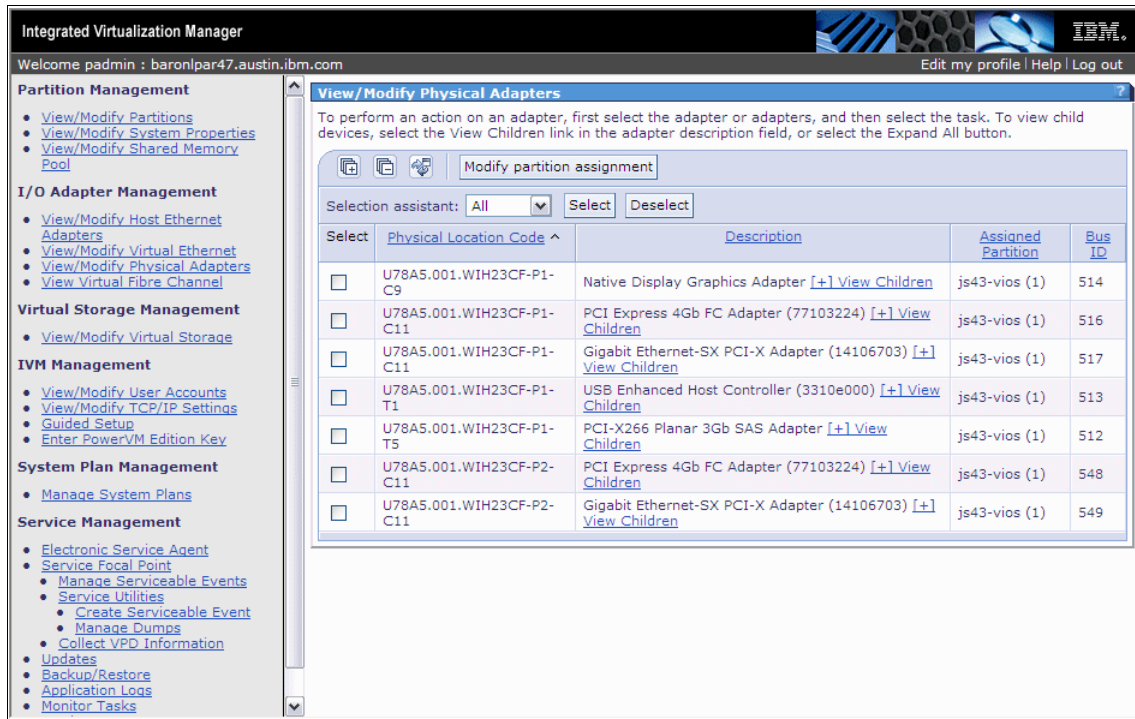 Integrated Virtualization Manager
IBM.
Welcome padmin : baronlpar47.austin.ibm.com
Edit my profile | Help | Log out
Partition Management
View/Modify Partitions
View/Modify System Properties
View/Modify Shared Memory
Pool
I/O Adapter Management
View/Modify Host Ethernet
Adapters
View/Modify Virtual Ethernet
View/Modify Physical Adapters
View Virtual Fibre Channel
Virtual Storage Management
View/Modify Virtual Storage
IVM Management
View/Modify User Accounts
View/Modify TCP/IP Settings
Guided Setup
Enter PowerVM Edition Key
System Plan Management
Manage System Plans
Service Management
Electronic Service Agent
Service Focal Point
Manage Serviceable Events
Service Utilities
Create Serviceable Event
Manage Dumps
Collect VPD Information
Updates
Backup/Restore
Application Logs
Monitor Tasks
View/Modify Physical Adapters
?
To perform an action on an adapter, first select the adapter or adapters, and then select the task. To view child
devices, select the View Children link in the adapter description field, or select the Expand All button.
Modify partition assignment
Selection assistant: All Select Deselect
Select Physical Location Code ^ Description Assigned
Partition Bus
ID
U78A5.001.WIH23CF-P1-
C9 Native Display Graphics Adapter [+] View Children js43-vios (1) 514
U78A5.001.WIH23CF-P1-
C11 PCI Express 4Gb FC Adapter (77103224) [+] View
Children js43-vios (1) 516
U78A5.001.WIH23CF-P1-
C11 Gigabit Ethernet-SX PCI-X Adapter (14106703) [+]
View Children js43-vios (1) 517
U78A5.001.WIH23CF-P1-
T1 USB Enhanced Host Controller (3310e000) [+] View
Children js43-vios (1) 513
U78A5.001.WIH23CF-P1-
T5 PCI-X266 Planar 3Gb SAS Adapter [+] View
Children js43-vios (1) 512
U78A5.001.WIH23CF-P2-
C11 PCI Express 4Gb FC Adapter (77103224) [+] View
Children js43-vios (1) 548
U78A5.001.WIH23CF-P2-
C11 Gigabit Ethernet-SX PCI-X Adapter (14106703) [+]
View Children js43-vios (1) 549